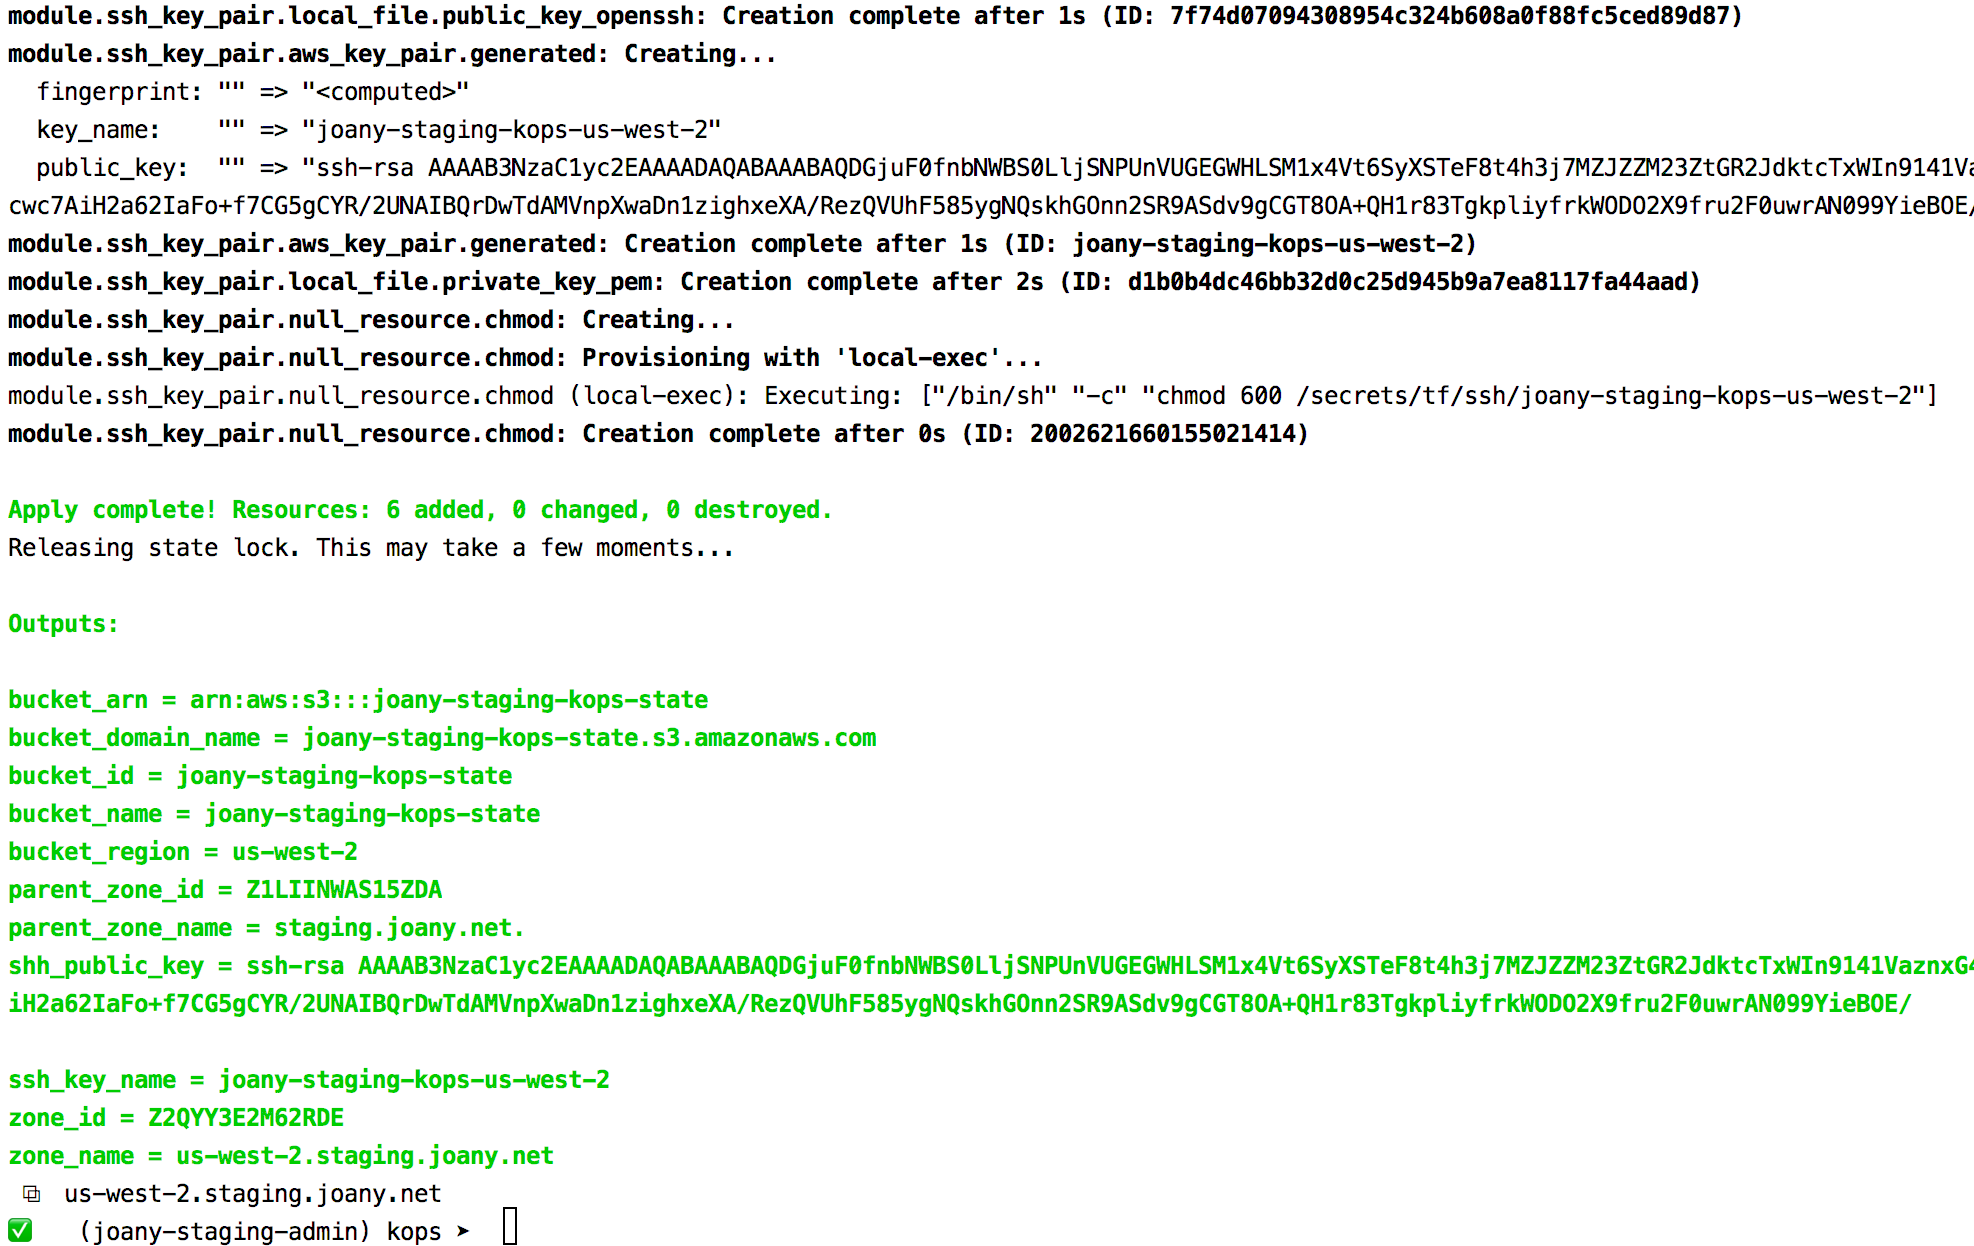 module.ssh_key_pair.local_file.public_key_openssh: Creation complete after 1s (ID: 7f74d07094308954c324b608a0f88fc5ced89d87)
module.ssh_key_pair.aws_key_pair.generated: Creating...
  fingerprint: "" => "<computed>"
  key_name:    "" => "joany-staging-kops-us-west-2"
  public_key:  "" => "ssh-rsa AAAAB3NzaC1yc2EAAAADAQABAAABAQDGjuF0fnbNWBS0LljSNPUnVUGEGWHLSM1x4Vt6SyXSTeF8t4h3j7MZJZZM23ZtGR2JdktcTxWIn9141Va
cwc7AiH2a62IaFo+f7CG5gCYR/2UNAIBQrDwTdAMVnpXwaDn1zighxeXA/RezQVUhF585ygNQskhGOnn2SR9ASdv9gCGT8OA+QH1r83TgkpliyfrkWODO2X9fru2F0uwrAN099YieBOE/
module.ssh_key_pair.aws_key_pair.generated: Creation complete after 1s (ID: joany-staging-kops-us-west-2)
module.ssh_key_pair.local_file.private_key_pem: Creation complete after 2s (ID: d1b0b4dc46bb32d0c25d945b9a7ea8117fa44aad)
module.ssh_key_pair.null_resource.chmod: Creating...
module.ssh_key_pair.null_resource.chmod: Provisioning with 'local-exec'...
module.ssh_key_pair.null_resource.chmod (local-exec): Executing: ["/bin/sh" "-c" "chmod 600 /secrets/tf/ssh/joany-staging-kops-us-west-2"]
module.ssh_key_pair.null_resource.chmod: Creation complete after 0s (ID: 2002621660155021414)

Apply complete! Resources: 6 added, 0 changed, 0 destroyed.
Releasing state lock. This may take a few moments...

Outputs:

bucket_arn = arn:aws:s3:::joany-staging-kops-state
bucket_domain_name = joany-staging-kops-state.s3.amazonaws.com
bucket_id = joany-staging-kops-state
bucket_name = joany-staging-kops-state
bucket_region = us-west-2
parent_zone_id = Z1LIINWAS15ZDA
parent_zone_name = staging.joany.net.
shh_public_key = ssh-rsa AAAAB3NzaC1yc2EAAAADAQABAAABAQDGjuF0fnbNWBS0LljSNPUnVUGEGWHLSM1x4Vt6SyXSTeF8t4h3j7MZJZZM23ZtGR2JdktcTxWIn9141VaznxG4
iH2a62IaFo+f7CG5gCYR/2UNAIBQrDwTdAMVnpXwaDn1zighxeXA/RezQVUhF585ygNQskhGOnn2SR9ASdv9gCGT8OA+QH1r83TgkpliyfrkWODO2X9fru2F0uwrAN099YieBOE/

ssh_key_name = joany-staging-kops-us-west-2
zone_id = Z2QYY3E2M62RDE
zone_name = us-west-2.staging.joany.net
⧉ us-west-2.staging.joany.net
✅ (joany-staging-admin) kops ➤